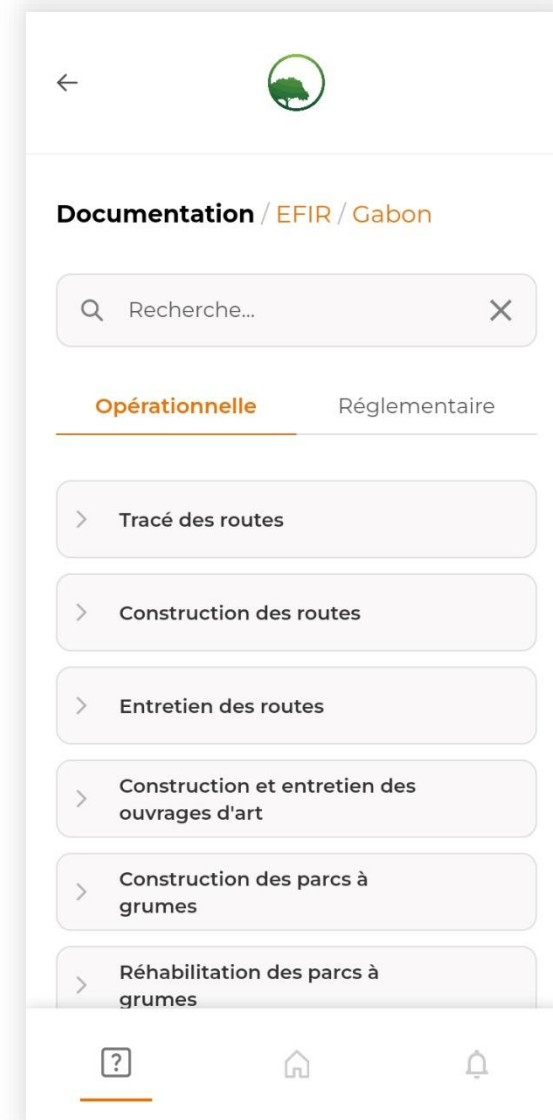 Documentation / EFIR / Gabon
Recherche...
Opérationnelle Réglementaire
Tracé des routes
Construction des routes
Entretien des routes
Construction et entretien des
ouvrages d'art
Construction des parcs à
grumes
Réhabilitation des parcs à
grumes